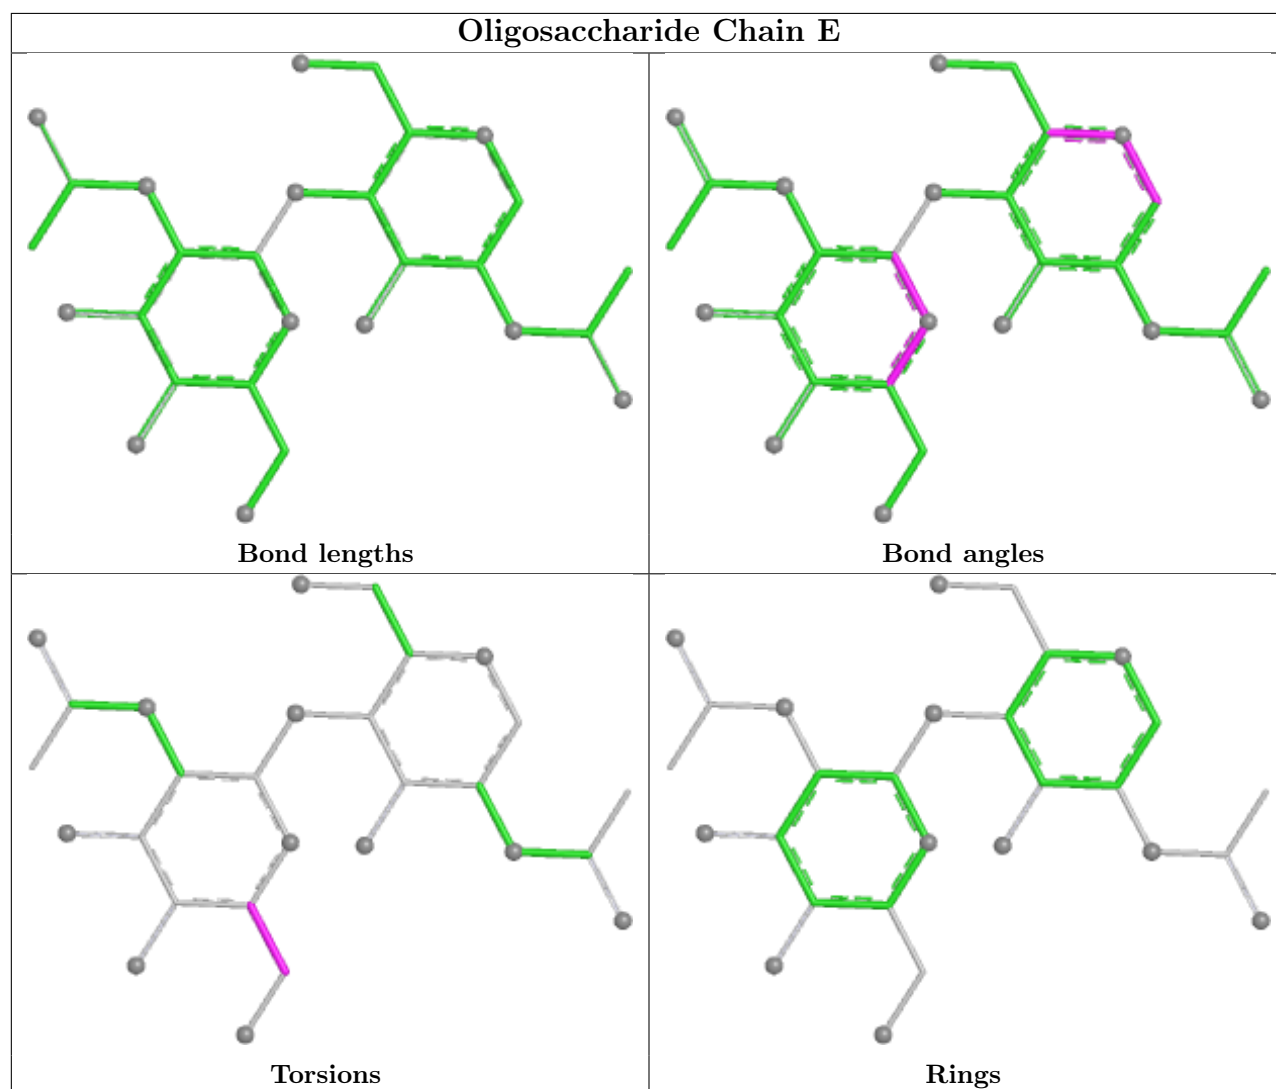 Oligosaccharide Chain E
Bond lengths
Bond angles
Torsions
Rings